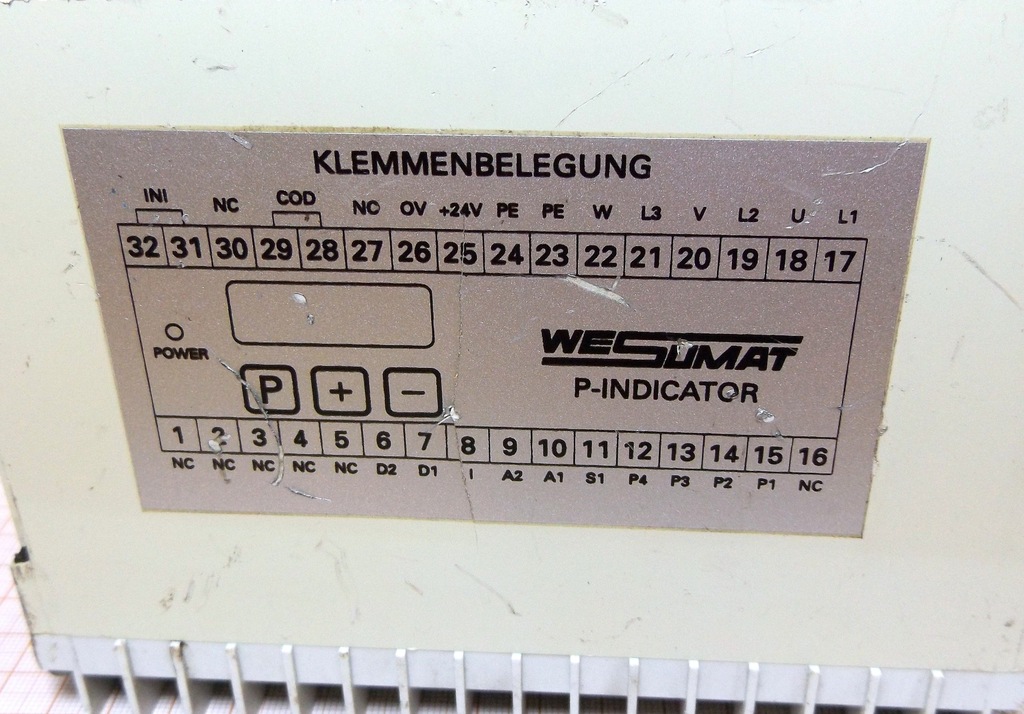 KLEMMENBELEGUNG
INI NC COD NC OV +24V PE PE W L3 V L2 U L1
32 31 30 29 28 27 26 25 24 23 22 21 20 19 18 17
POWER
WESUMAT
P-INDICATOR
P + −
1 2 3 4 5 6 7 8 9 10 11 12 13 14 15 16
NC NC NC NC NC D2 D1 I A2 A1 S1 P4 P3 P2 P1 NC